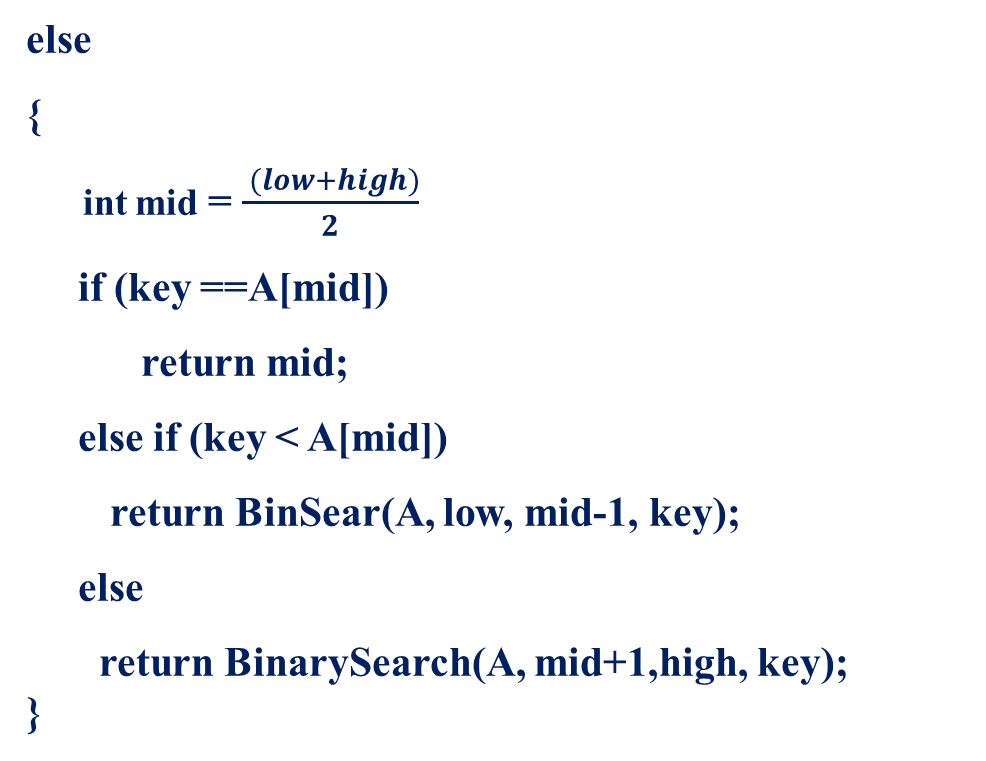 else
{
int mid = (low+high)/2
if (key ==A[mid])
return mid;
else if (key < A[mid])
return BinSear(A, low, mid-1, key);
else
return BinarySearch(A, mid+1,high, key);
}